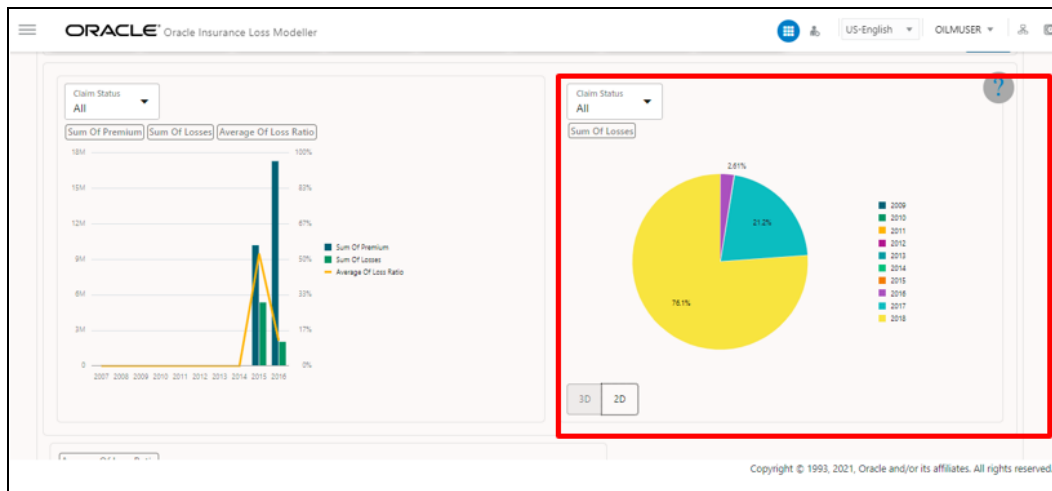 ORACLE® Oracle Insurance Loss Modeller
US-English
OILMUSER
Claim Status
All
Sum Of Premium Sum Of Losses Average Of Loss Ratio
18M
15M
12M
9M
6M
3M
0
100%
83%
67%
50%
33%
17%
0%
2007 2008 2009 2010 2011 2012 2013 2014 2015 2016
Sum Of Premium
Sum Of Losses
Average Of Loss Ratio
?
Claim Status
All
Sum Of Losses
2.61%
21.2%
76.1%
2009
2010
2011
2012
2013
2014
2015
2016
2017
2018
3D 2D
Copyright © 1993, 2021, Oracle and/or its affiliates. All rights reserved.